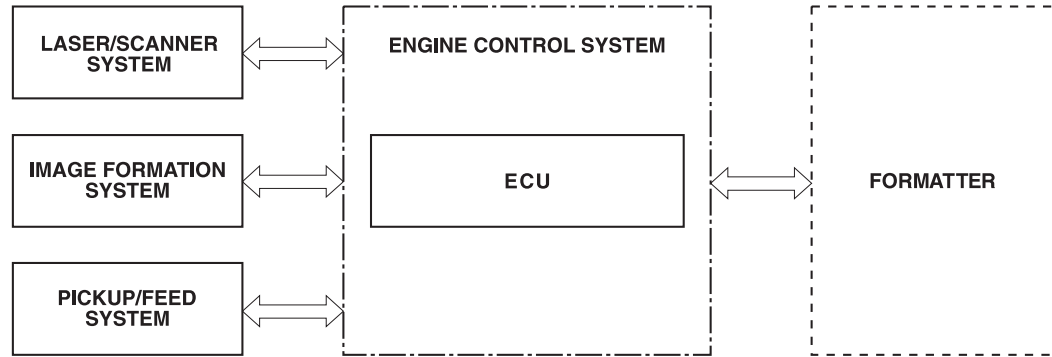 LASER/SCANNER
SYSTEM
ENGINE CONTROL SYSTEM
IMAGE FORMATION
SYSTEM
ECU
FORMATTER
PICKUP/FEED
SYSTEM